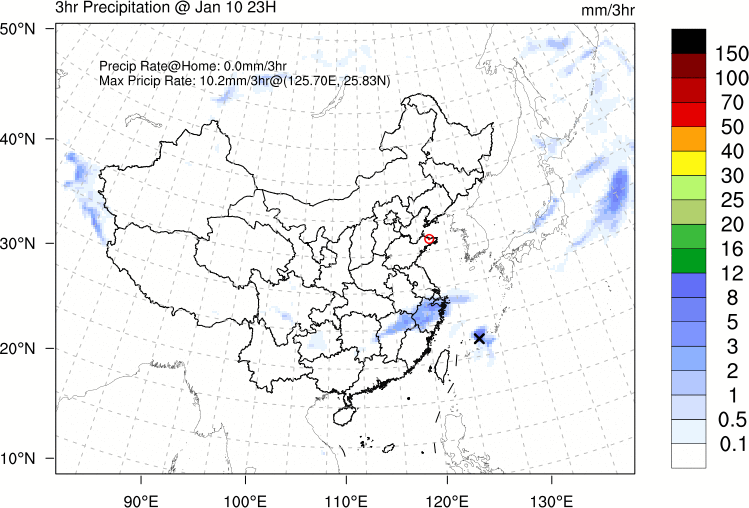 3hr Precipitation @ Jan 10 23H
mm/3hr
Precip Rate@Home: 0.0mm/3hr
Max Pricip Rate: 10.2mm/3hr@(125.70E, 25.83N)
50°N
40°N
30°N
20°N
10°N
90°E
100°E
110°E
120°E
130°E
150
100
70
50
40
30
25
20
16
12
8
5
3
2
1
0.5
0.1